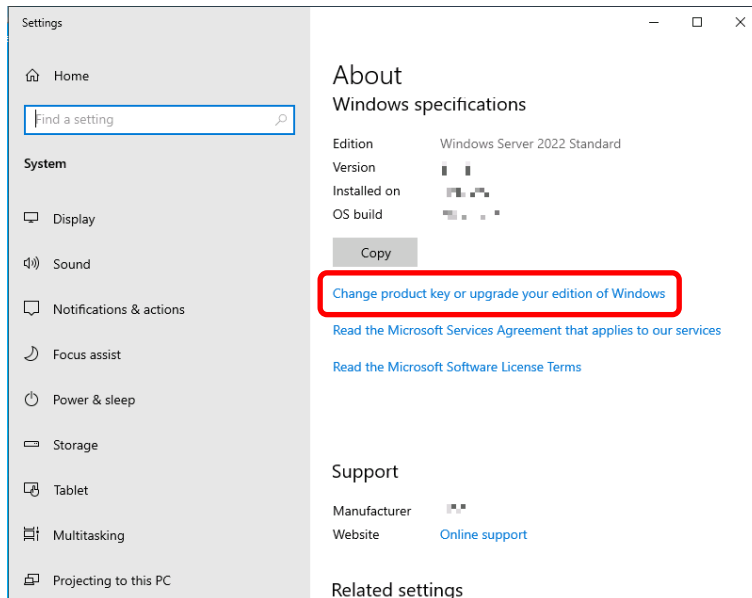 Settings
Home
Find a setting
System
Display
Sound
Notifications & actions
Focus assist
Power & sleep
Storage
Tablet
Multitasking
Projecting to this PC
About
Windows specifications
Edition Windows Server 2022 Standard
Version
Installed on
OS build
Copy
Change product key or upgrade your edition of Windows
Read the Microsoft Services Agreement that applies to our services
Read the Microsoft Software License Terms
Support
Manufacturer
Website Online support
Related settings